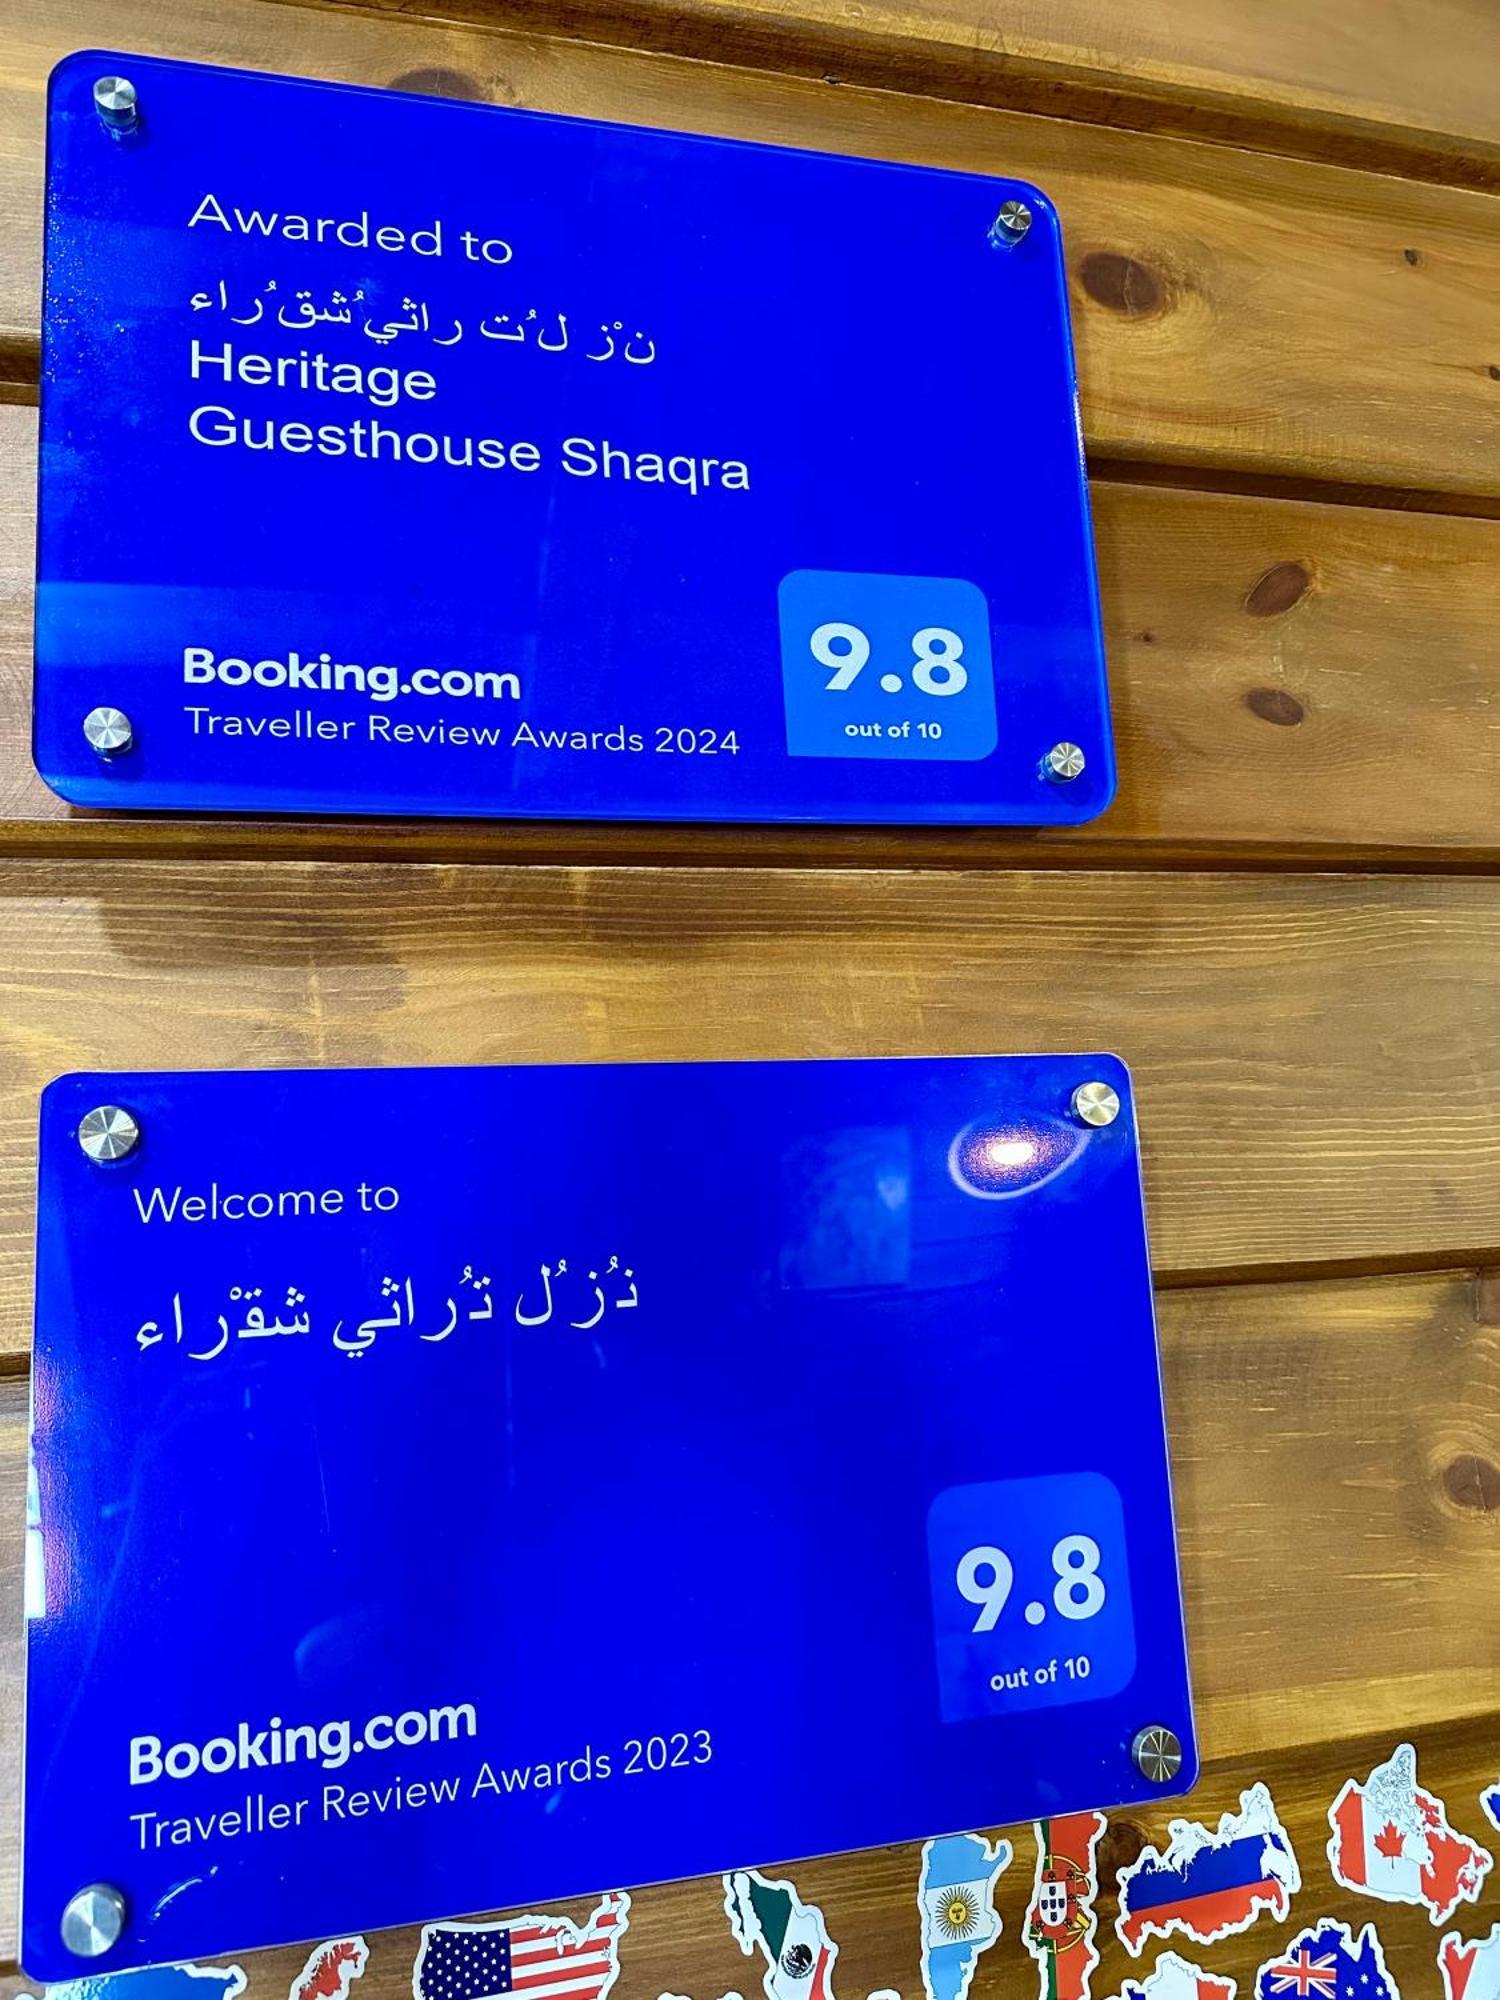 Awarded to
نْز لُت راثيُشقُراء
Heritage
Guesthouse Shaqra
9.8
out of 10
Booking.com
Traveller Review Awards 2024
Welcome to
نُزُل تُراثي شقْراء
9.8
out of 10
Booking.com
Traveller Review Awards 2023